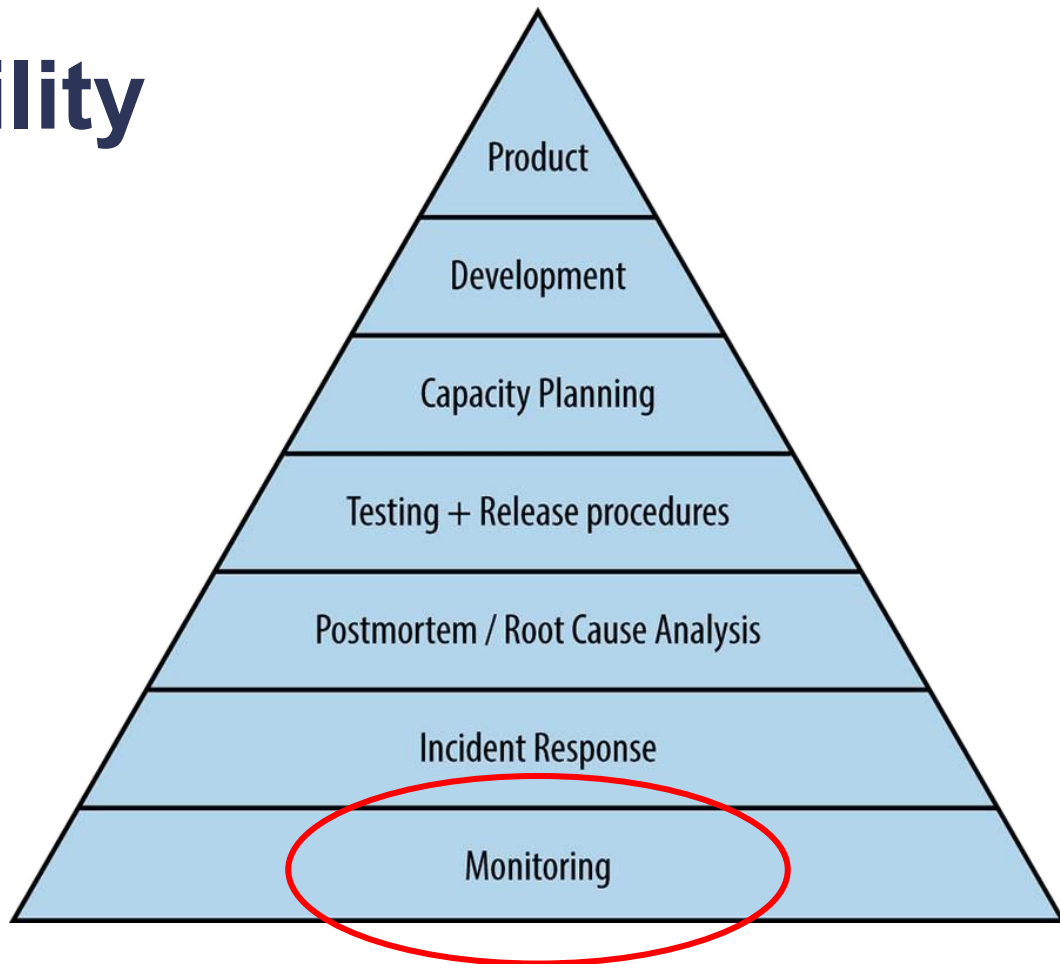 ility
Product
Development
Capacity Planning
Testing + Release procedures
Postmortem / Root Cause Analysis
Incident Response
Monitoring